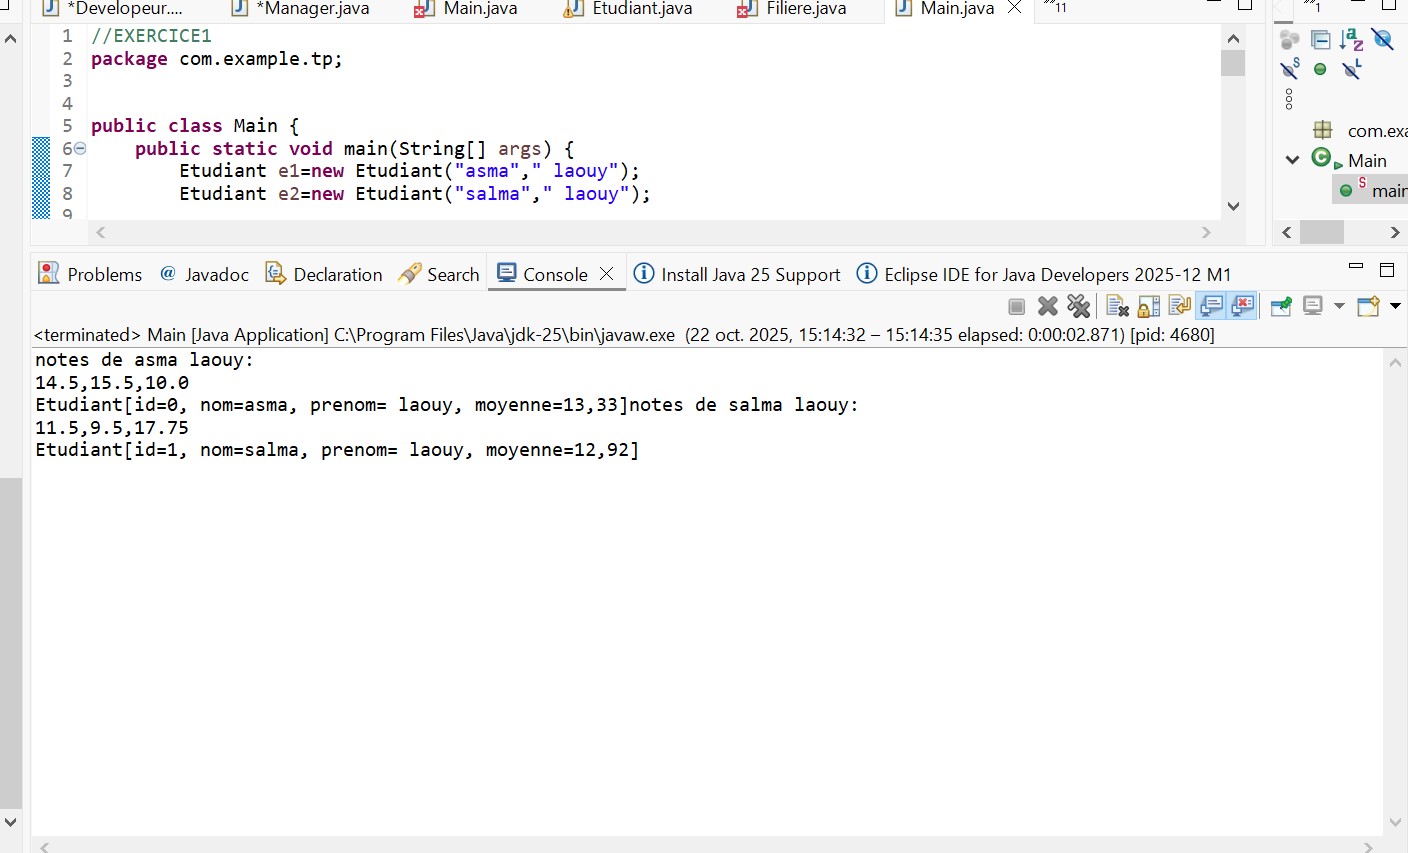 *Developeur.... *Manager.java Main.java Etudiant.java Filiere.java Main.java »11 »1
1 //EXERCICE1
2 package com.example.tp;
3
4
5 public class Main {
6 public static void main(String[] args) {
7 Etudiant e1=new Etudiant("asma"," laouy");
8 Etudiant e2=new Etudiant("salma"," laouy");
9
com.exa
Main
main
Problems @ Javadoc Declaration Search Console Install Java 25 Support Eclipse IDE for Java Developers 2025-12 M1
<terminated> Main [Java Application] C:\Program Files\Java\jdk-25\bin\javaw.exe (22 oct. 2025, 15:14:32 – 15:14:35 elapsed: 0:00:02.871) [pid: 4680]
notes de asma laouy:
14.5,15.5,10.0
Etudiant[id=0, nom=asma, prenom= laouy, moyenne=13,33]notes de salma laouy:
11.5,9.5,17.75
Etudiant[id=1, nom=salma, prenom= laouy, moyenne=12,92]